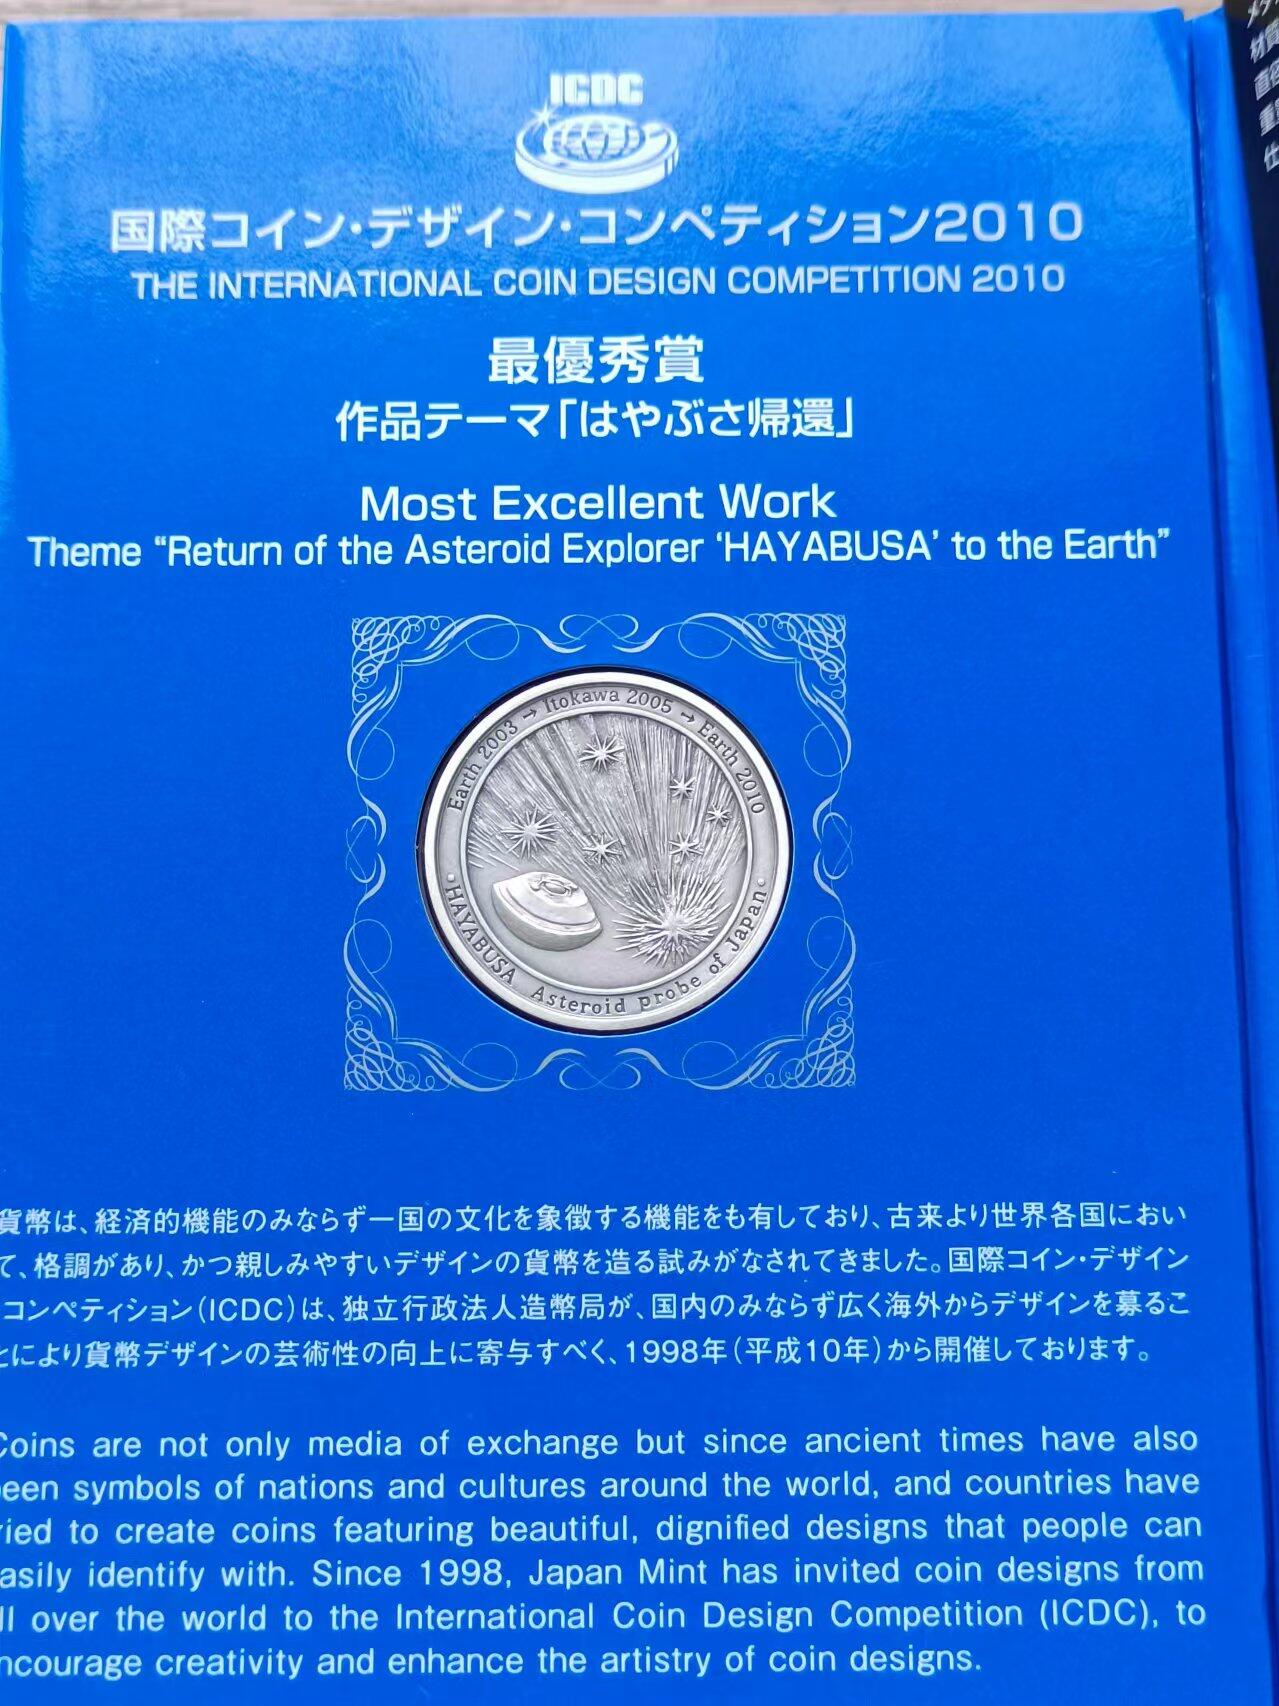 ICDC
国際コイン・デザイン・コンペティション2010
THE INTERNATIONAL COIN DESIGN COMPETITION 2010
最優秀賞
作品テーマ「はやぶさ帰還」
Most Excellent Work
Theme “Return of the Asteroid Explorer ‘HAYABUSA’ to the Earth”
Earth 2003 → Itokawa 2005 → Earth 2010
・HAYABUSA Asteroid probe of Japan・
貨幣は、経済的機能のみならず一国の文化を象徴する機能をも有しており、古来より世界各国におい
て、格調があり、かつ親しみやすいデザインの貨幣を造る試みがなされてきました。国際コイン・デザイン・
コンペティション(ICDC)は、独立行政法人造幣局が、国内のみならず広く海外からデザインを募るこ
とにより貨幣デザインの芸術性の向上に寄与すべく、1998年(平成10年)から開催しております。
Coins are not only media of exchange but since ancient times have also
been symbols of nations and cultures around the world, and countries have
ried to create coins featuring beautiful, dignified designs that people can
asily identify with. Since 1998, Japan Mint has invited coin designs from
ll over the world to the International Coin Design Competition (ICDC), to
ncourage creativity and enhance the artistry of coin designs.
材質